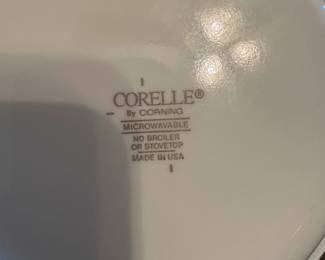 CORELLE®
By CORNING
MICROWAVABLE
NO BROILER
OR STOVETOP
MADE IN USA